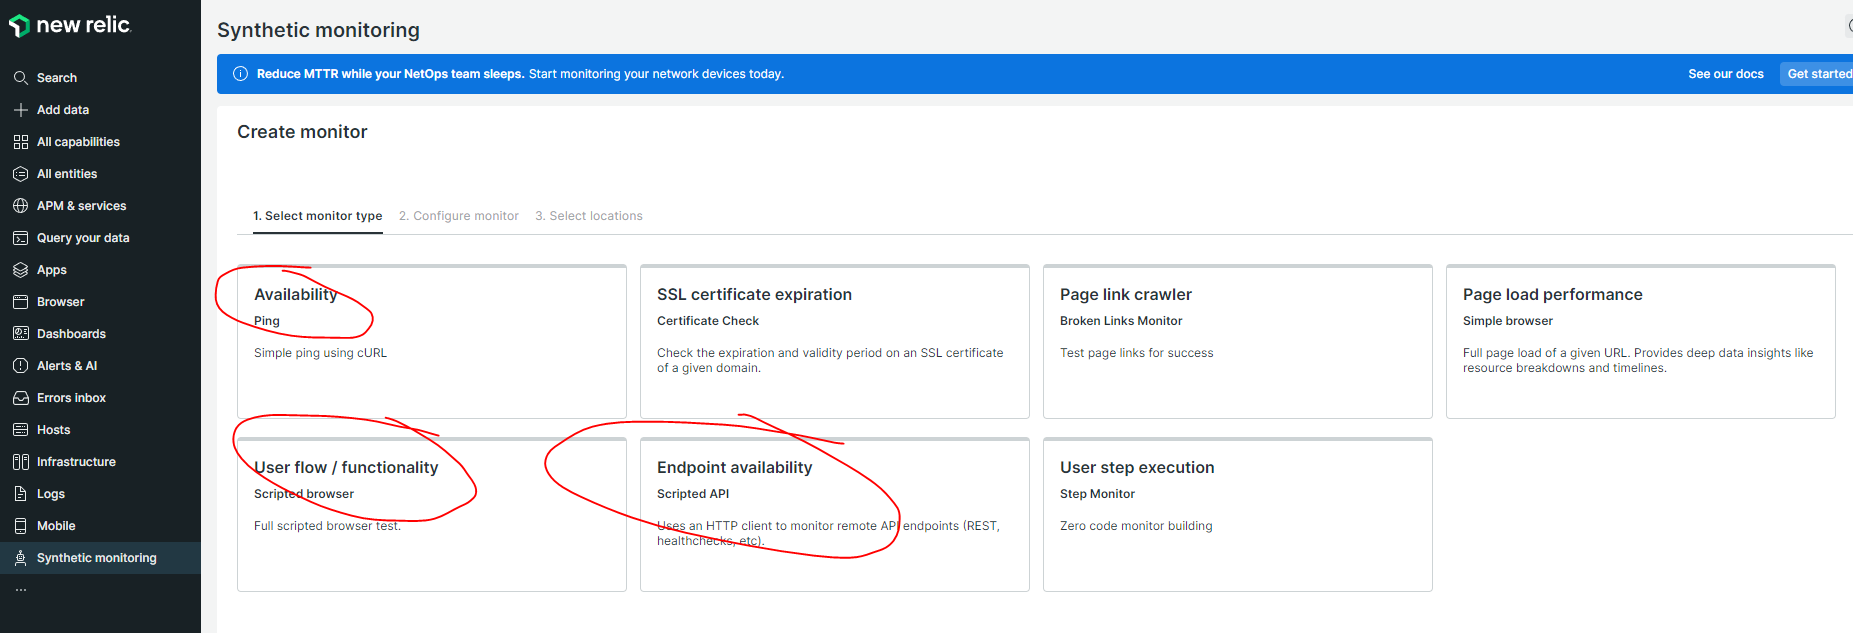 new relic
Search
Add data
All capabilities
All entities
APM & services
Query your data
Apps
Browser
Dashboards
Alerts & AI
Errors inbox
Hosts
Infrastructure
Logs
Mobile
Synthetic monitoring
...
Synthetic monitoring
Reduce MTTR while your NetOps team sleeps. Start monitoring your network devices today.
See our docs
Get started
Create monitor
1. Select monitor type
2. Configure monitor
3. Select locations
Availability
Ping
Simple ping using cURL
SSL certificate expiration
Certificate Check
Check the expiration and validity period on an SSL certificate
of a given domain.
Page link crawler
Broken Links Monitor
Test page links for success
Page load performance
Simple browser
Full page load of a given URL. Provides deep data insights like
resource breakdowns and timelines.
User flow / functionality
Scripted browser
Full scripted browser test.
Endpoint availability
Scripted API
Uses an HTTP client to monitor remote API endpoints (REST,
healthchecks, etc).
User step execution
Step Monitor
Zero code monitor building